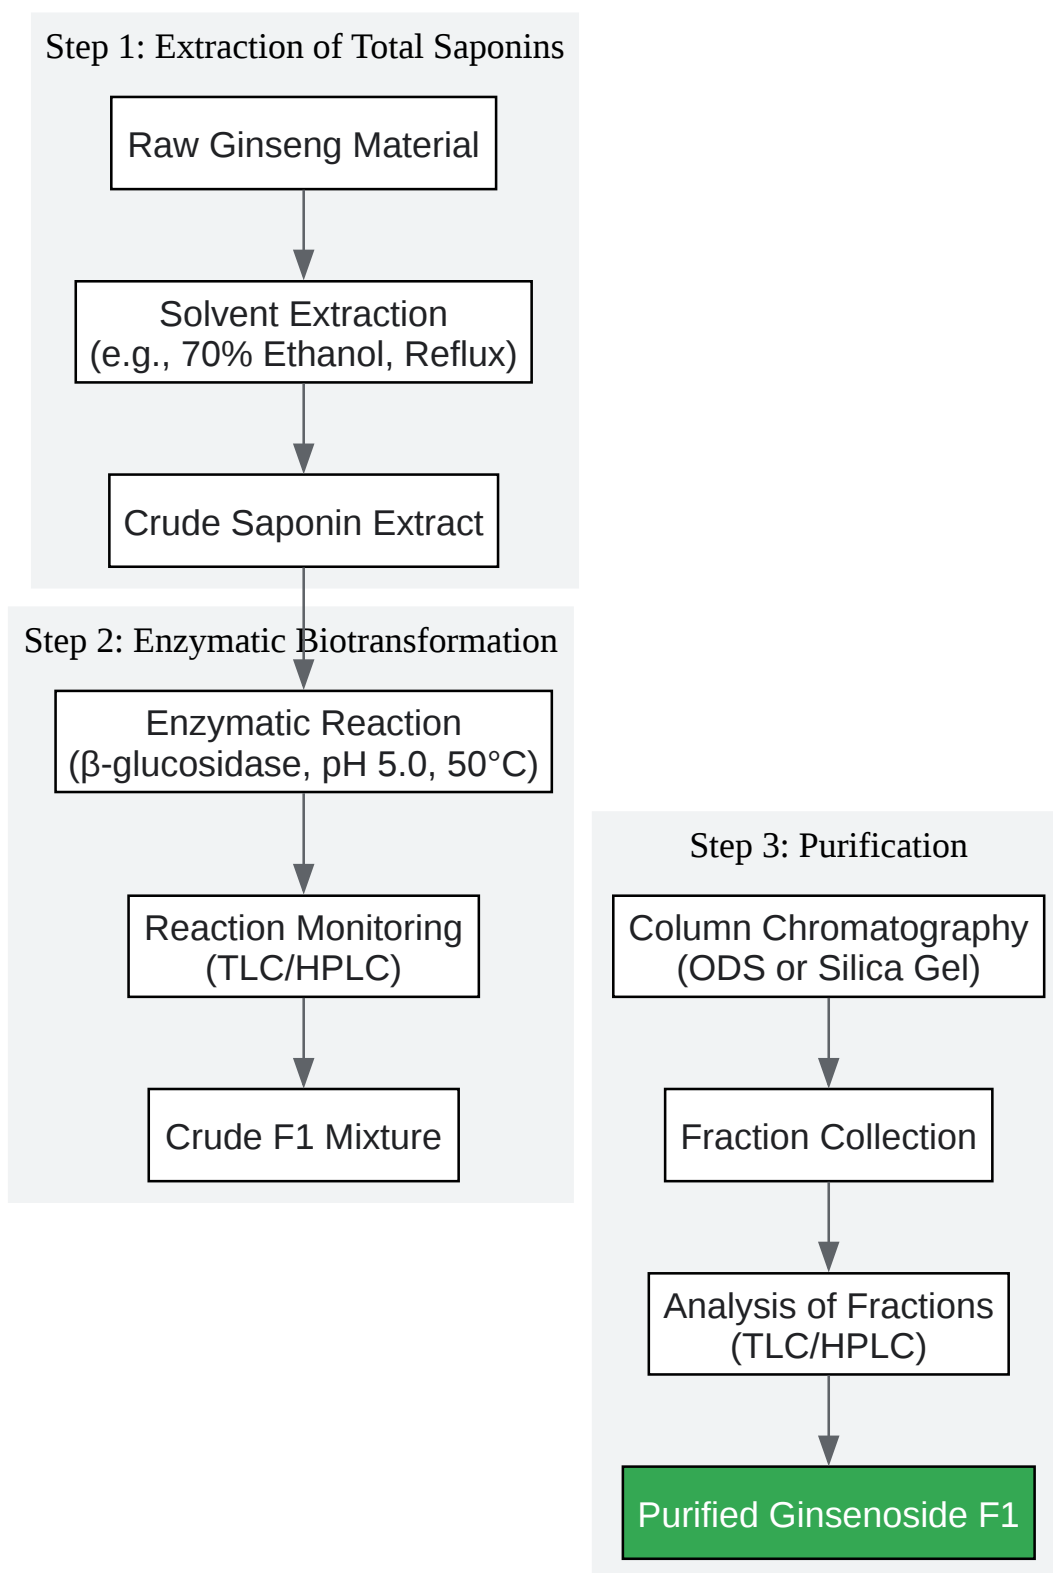 Step 1: Extraction of Total Saponins
Raw Ginseng Material
Solvent Extraction
(e.g., 70% Ethanol, Reflux)
Crude Saponin Extract
Step 2: Enzymatic Biotransformation
Enzymatic Reaction
(β-glucosidase, pH 5.0, 50°C)
Reaction Monitoring
(TLC/HPLC)
Crude F1 Mixture
Step 3: Purification
Column Chromatography
(ODS or Silica Gel)
Fraction Collection
Analysis of Fractions
(TLC/HPLC)
Purified Ginsenoside F1